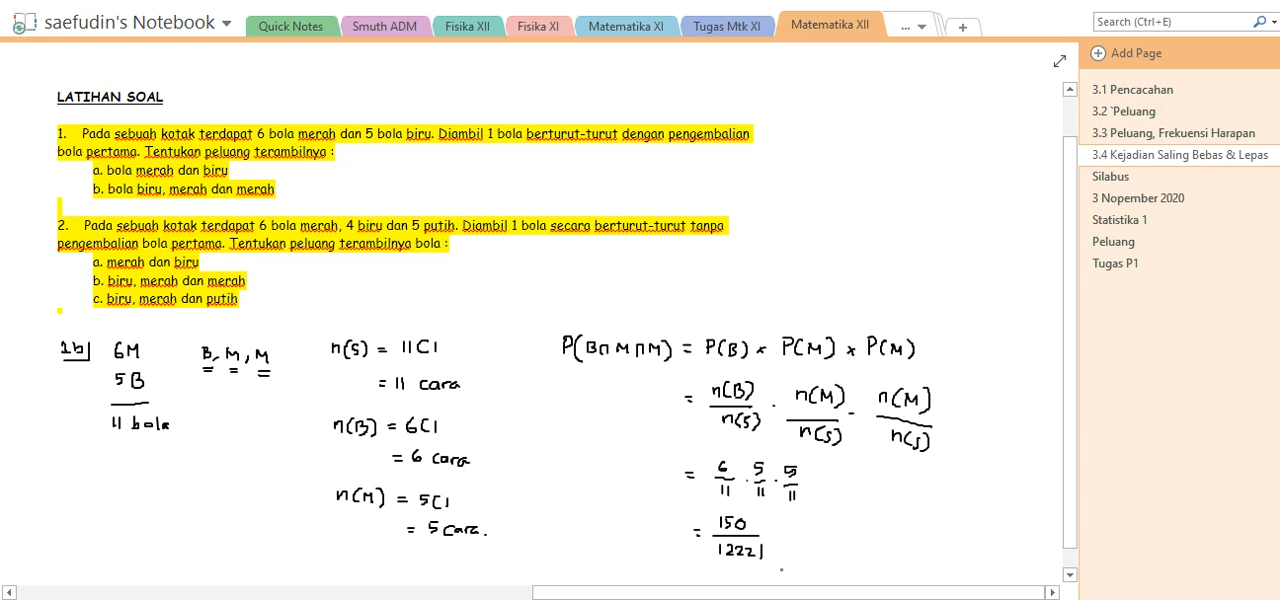 saefudin's Notebook
Quick Notes
Smuth ADM
Fisika XII
Fisika XI
Matematika XI
Tugas Mtk XI
Matematika XII
...
Search (Ctrl+E)
Add Page
3.1 Pencacahan
3.2 `Peluang
3.3 Peluang, Frekuensi Harapan
3.4 Kejadian Saling Bebas & Lepas
Silabus
3 Nopember 2020
Statistika 1
Peluang
Tugas P1
LATIHAN SOAL
1. Pada sebuah kotak terdapat 6 bola merah dan 5 bola biru. Diambil 1 bola berturut-turut dengan pengembalian
bola pertama. Tentukan peluang terambilnya :
a. bola merah dan biru
b. bola biru, merah dan merah
2. Pada sebuah kotak terdapat 6 bola merah, 4 biru dan 5 putih. Diambil 1 bola secara berturut-turut tanpa
pengembalian bola pertama. Tentukan peluang terambilnya bola :
a. merah dan biru
b. biru, merah dan merah
c. biru, merah dan putih
1b|
6M
5B
11 bola
B, M, M
n(S) = 11C1
= 11 cara
n(B) = 6C1
= 6 cara
n(M) = 5C1
= 5 cara.
P(B∩M∩M) = P(B) × P(M) × P(M)
= n(B)/n(S) . n(M)/n(S) . n(M)/n(S)
= 6/11 . 5/11 . 5/11
= 150/12221